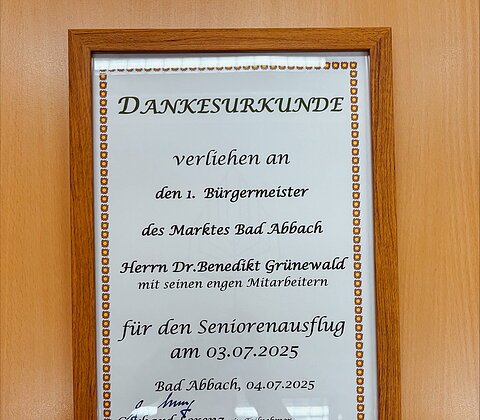 DANKESURKUNDE
verliehen an
den 1. Bürgermeister
des Marktes Bad Abbach
Herrn Dr.Benedikt Grünewald
mit seinen engen Mitarbeitern
für den Seniorenausflug
am 03.07.2025
Bad Abbach, 04.07.2025